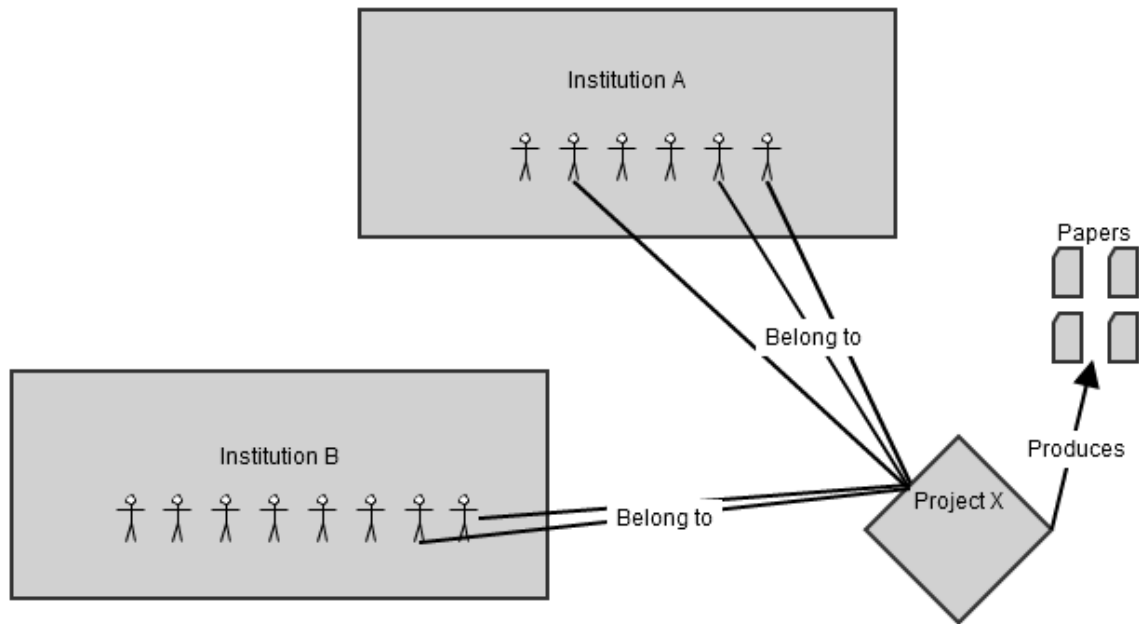 Institution A
Papers
Belong to
Produces
Institution B
Project X
Belong to